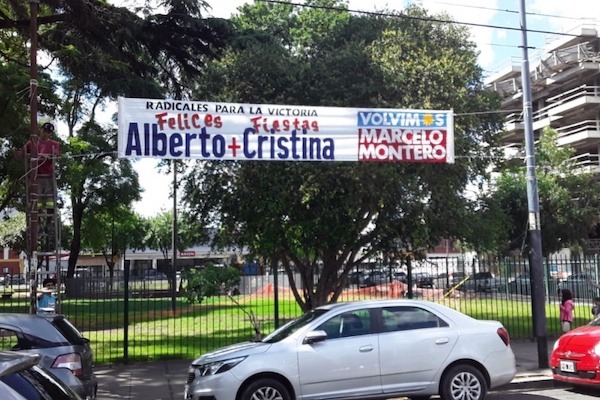 RADICALES PARA LA VICTORIA
Felices Fiestas
Alberto + Cristina
VOLVIMOS
MARCELO
MONTERO